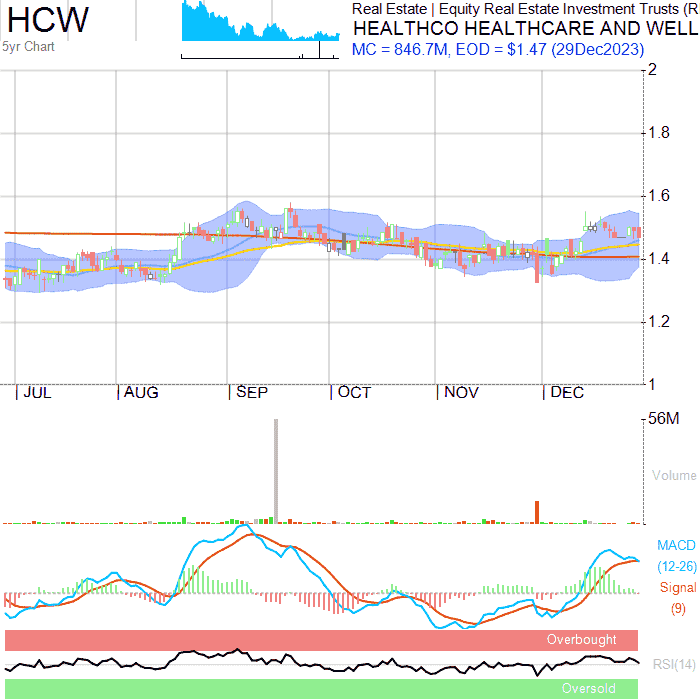 HCW
5yr Chart
Real Estate | Equity Real Estate Investment Trusts (R
HEALTHCO HEALTHCARE AND WELL
MC = 846.7M, EOD = $1.47 (29Dec2023)
2
1.8
1.6
1.4
1.2
1
JUL AUG SEP OCT NOV DEC
56M
Volume
MACD
(12-26)
Signal
(9)
Overbought
RSI(14)
Oversold